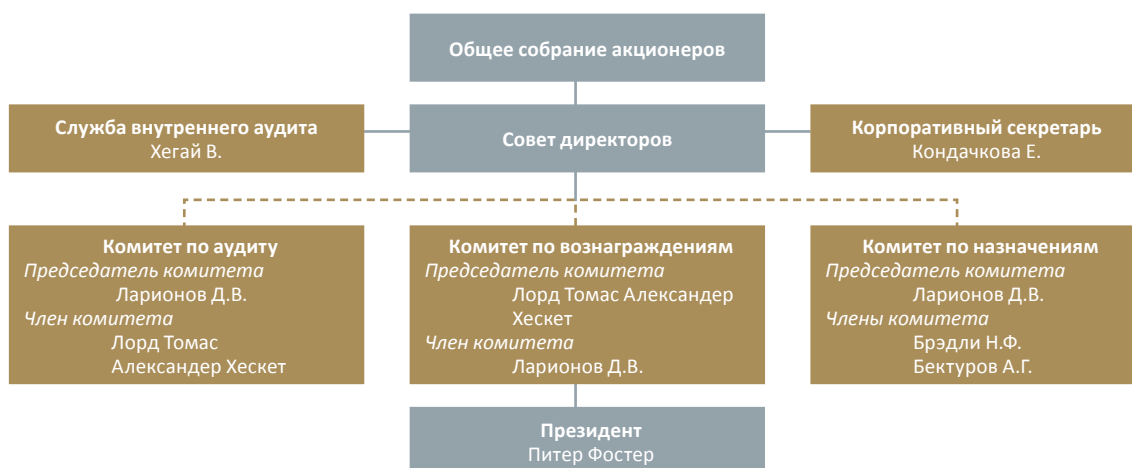 Общее собрание акционеров
Служба внутреннего аудита
Хегай В.
Совет директоров
Корпоративный секретарь
Кондачкова Е.
Комитет по аудиту
Председатель комитета
Ларионов Д.В.
Член комитета
Лорд Томас
Александер Хескет
Комитет по вознаграждениям
Председатель комитета
Лорд Томас Александер
Хескет
Член комитета
Ларионов Д.В.
Комитет по назначениям
Председатель комитета
Ларионов Д.В.
Члены комитета
Брэдли Н.Ф.
Бектуров А.Г.
Президент
Питер Фостер